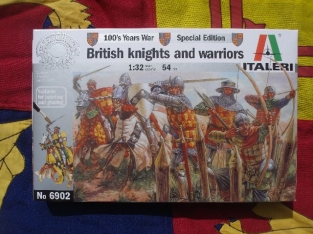 100's Years War Special Edition
British knights and warriors
1:32 54
ITALERI
No 6902